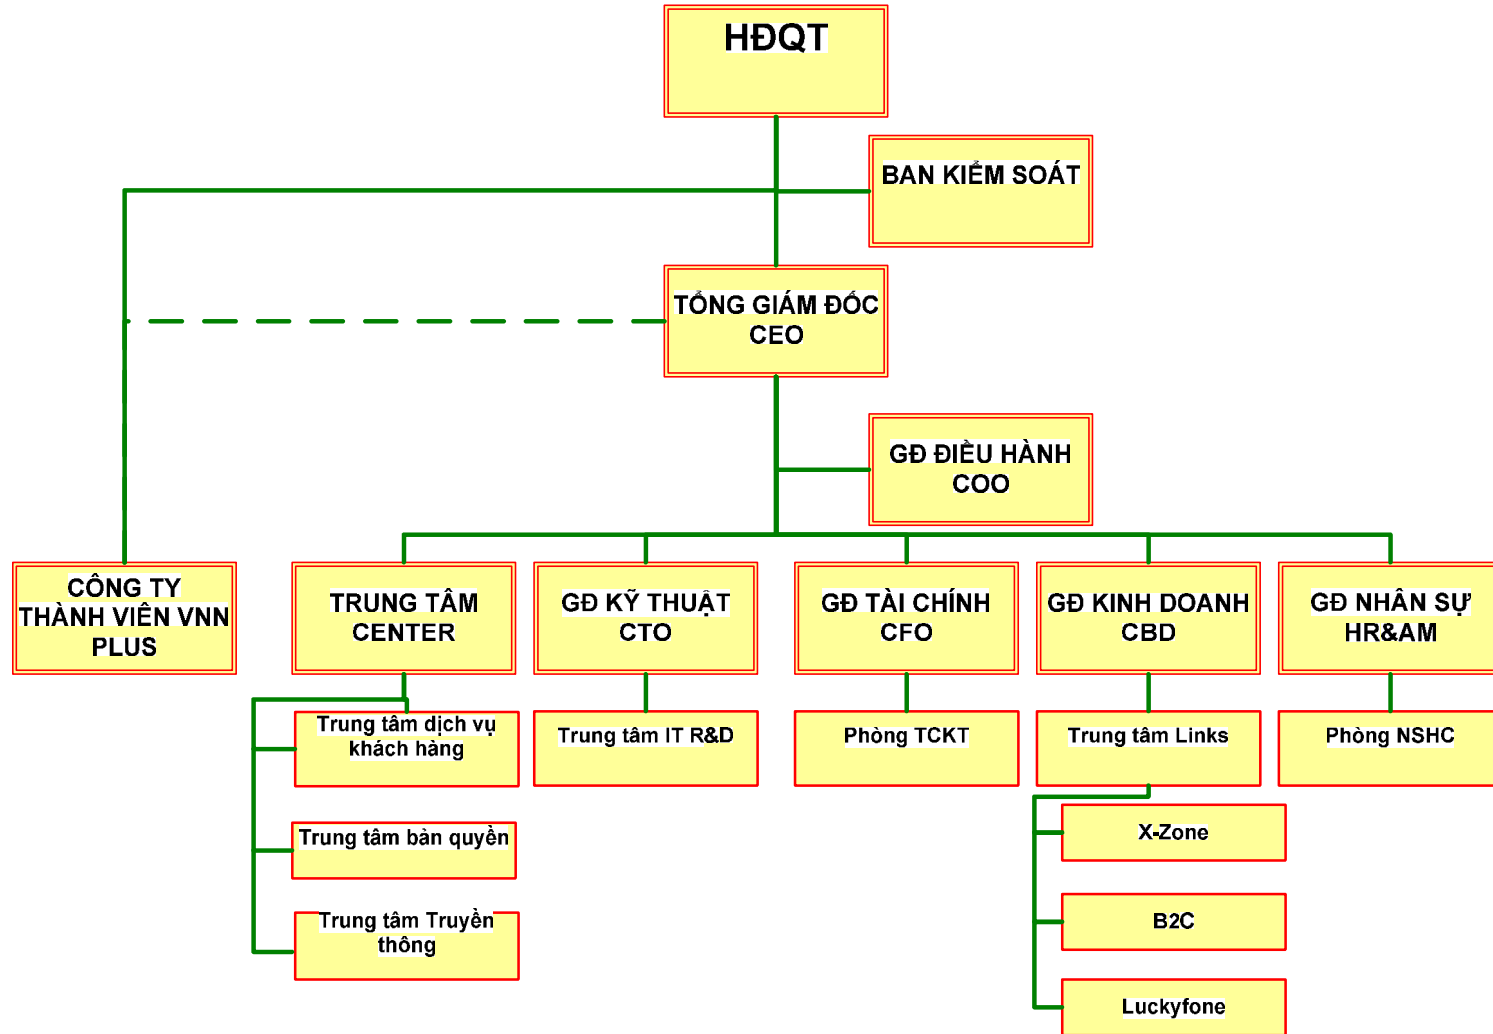 HĐQT
BAN KIỂM SOÁT
TỔNG GIÁM ĐỐC
CEO
GĐ ĐIỀU HÀNH
COO
CÔNG TY
THÀNH VIÊN VNN
PLUS
TRUNG TÂM
CENTER
GĐ KỸ THUẬT
CTO
GĐ TÀI CHÍNH
CFO
GĐ KINH DOANH
CBD
GĐ NHÂN SỰ
HR&AM
Trung tâm dịch vụ
khách hàng
Trung tâm IT R&D
Phòng TCKT
Trung tâm Links
Phòng NSHC
Trung tâm bản quyền
X-Zone
Trung tâm Truyền
thông
B2C
Luckyfone